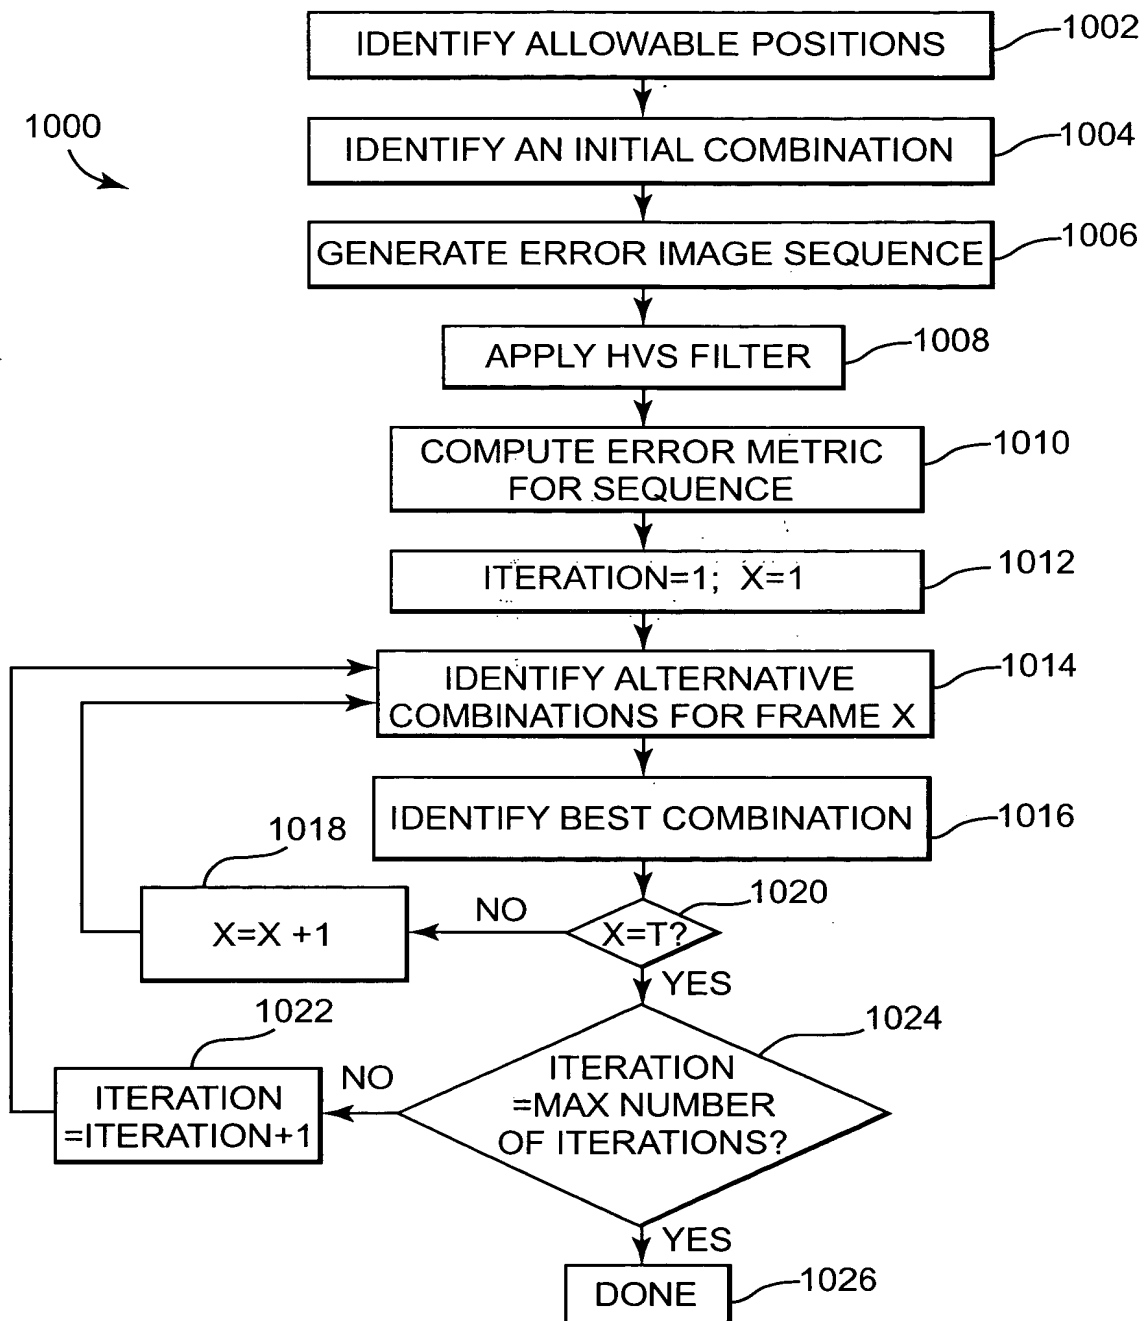 IDENTIFY ALLOWABLE POSITIONS
1002
1000
IDENTIFY AN INITIAL COMBINATION
1004
GENERATE ERROR IMAGE SEQUENCE
1006
APPLY HVS FILTER
1008
COMPUTE ERROR METRIC
FOR SEQUENCE
1010
ITERATION=1; X=1
1012
IDENTIFY ALTERNATIVE
COMBINATIONS FOR FRAME X
1014
IDENTIFY BEST COMBINATION
1016
1018
X=X +1
NO
X=T?
1020
YES
1022
ITERATION
=ITERATION+1
NO
ITERATION
=MAX NUMBER
OF ITERATIONS?
1024
YES
DONE
1026